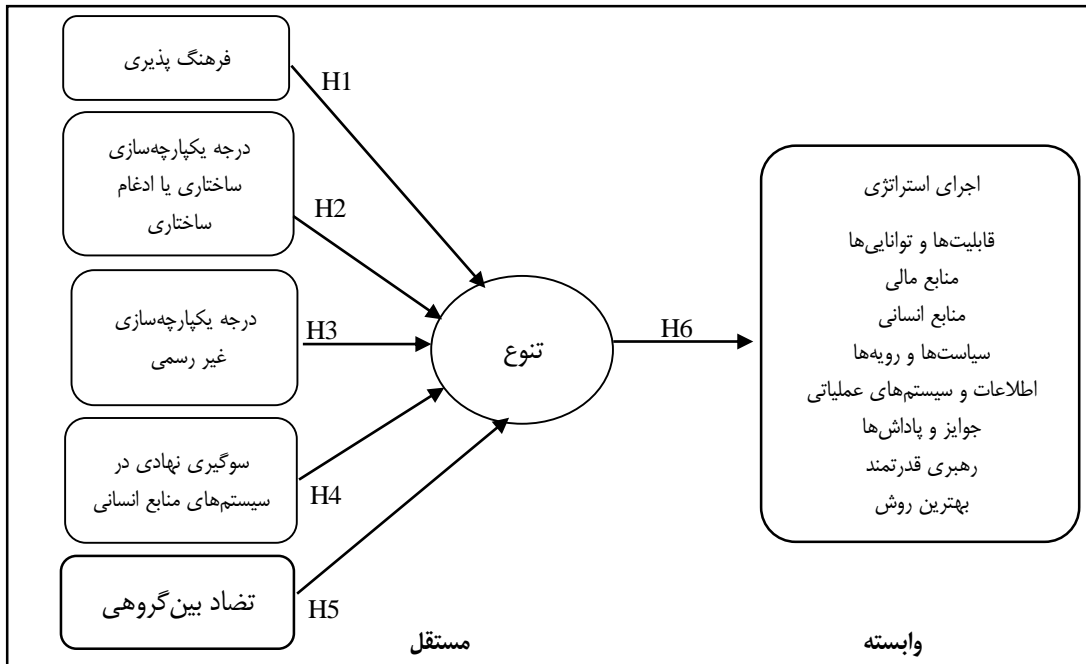 فرهنگ پذیری
H1
درجه یکپارچه‌سازی
ساختاری یا ادغام
ساختاری
H2
درجه یکپارچه‌سازی
غیر رسمی
H3
سوگیری نهادی در
سیستم‌های منابع انسانی
H4
تضاد بین‌گروهی
H5
تنوع
H6
اجرای استراتژی
قابلیت‌ها و توانایی‌ها
منابع مالی
منابع انسانی
سیاست‌ها و رویه‌ها
اطلاعات و سیستم‌های عملیاتی
جوایز و پاداش‌ها
رهبری قدرتمند
بهترین روش
مستقل
وابسته